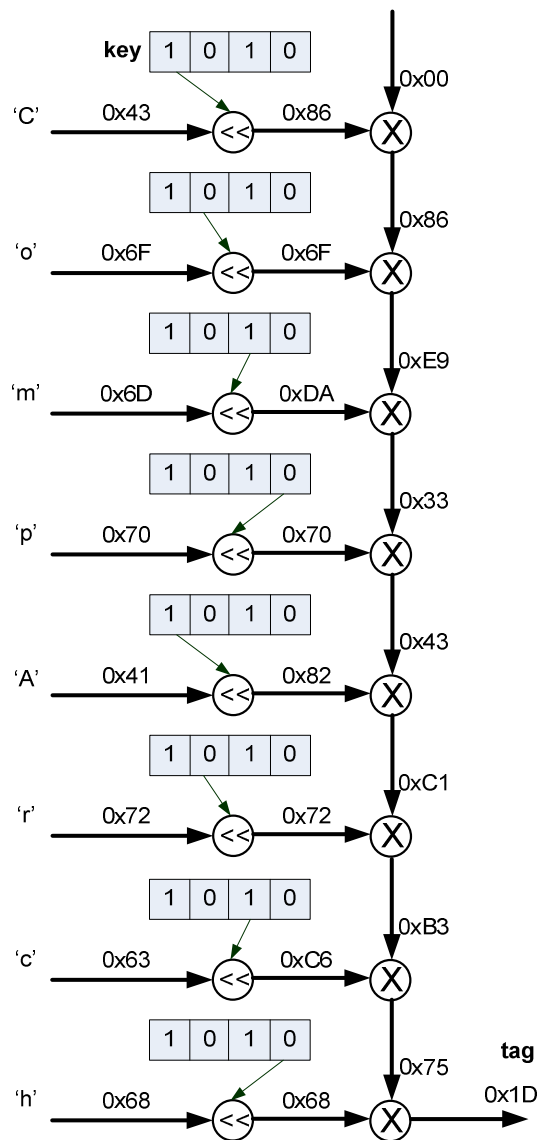 key 1 0 1 0
0x00
‘C’ 0x43 << 0x86 X
1 0 1 0
0x86
‘o’ 0x6F << 0x6F X
1 0 1 0
0xE9
‘m’ 0x6D << 0xDA X
1 0 1 0
0x33
‘p’ 0x70 << 0x70 X
1 0 1 0
0x43
‘A’ 0x41 << 0x82 X
1 0 1 0
0xC1
‘r’ 0x72 << 0x72 X
1 0 1 0
0xB3
‘c’ 0x63 << 0xC6 X
1 0 1 0
0x75
tag
‘h’ 0x68 << 0x68 X 0x1D